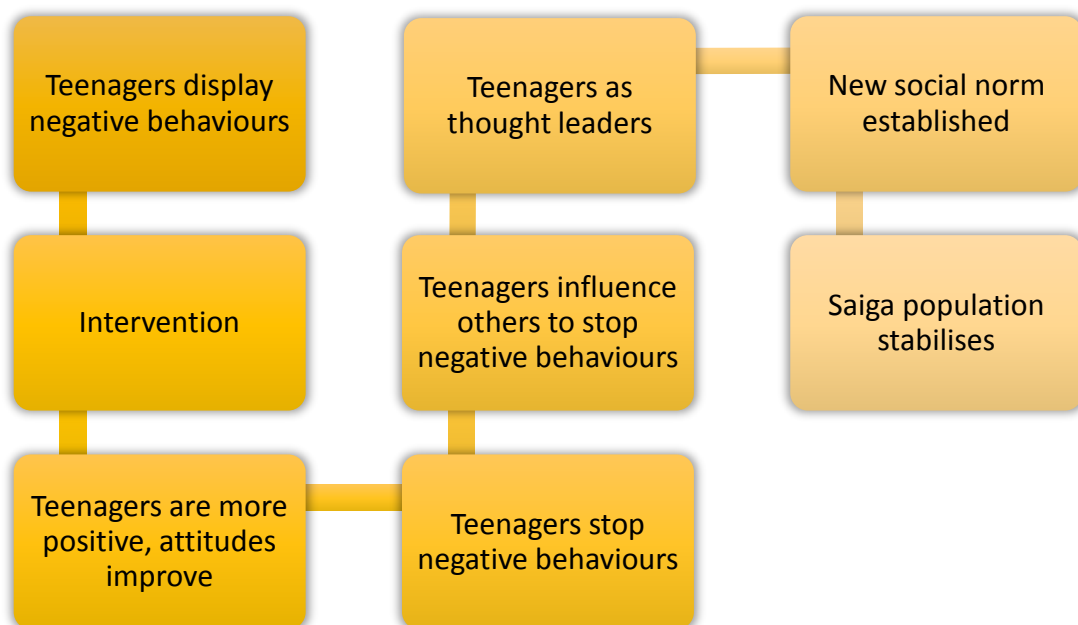 Teenagers display
negative behaviours
Intervention
Teenagers are more
positive, attitudes
improve
Teenagers stop
negative behaviours
Teenagers influence
others to stop
negative behaviours
Teenagers as
thought leaders
New social norm
established
Saiga population
stabilises